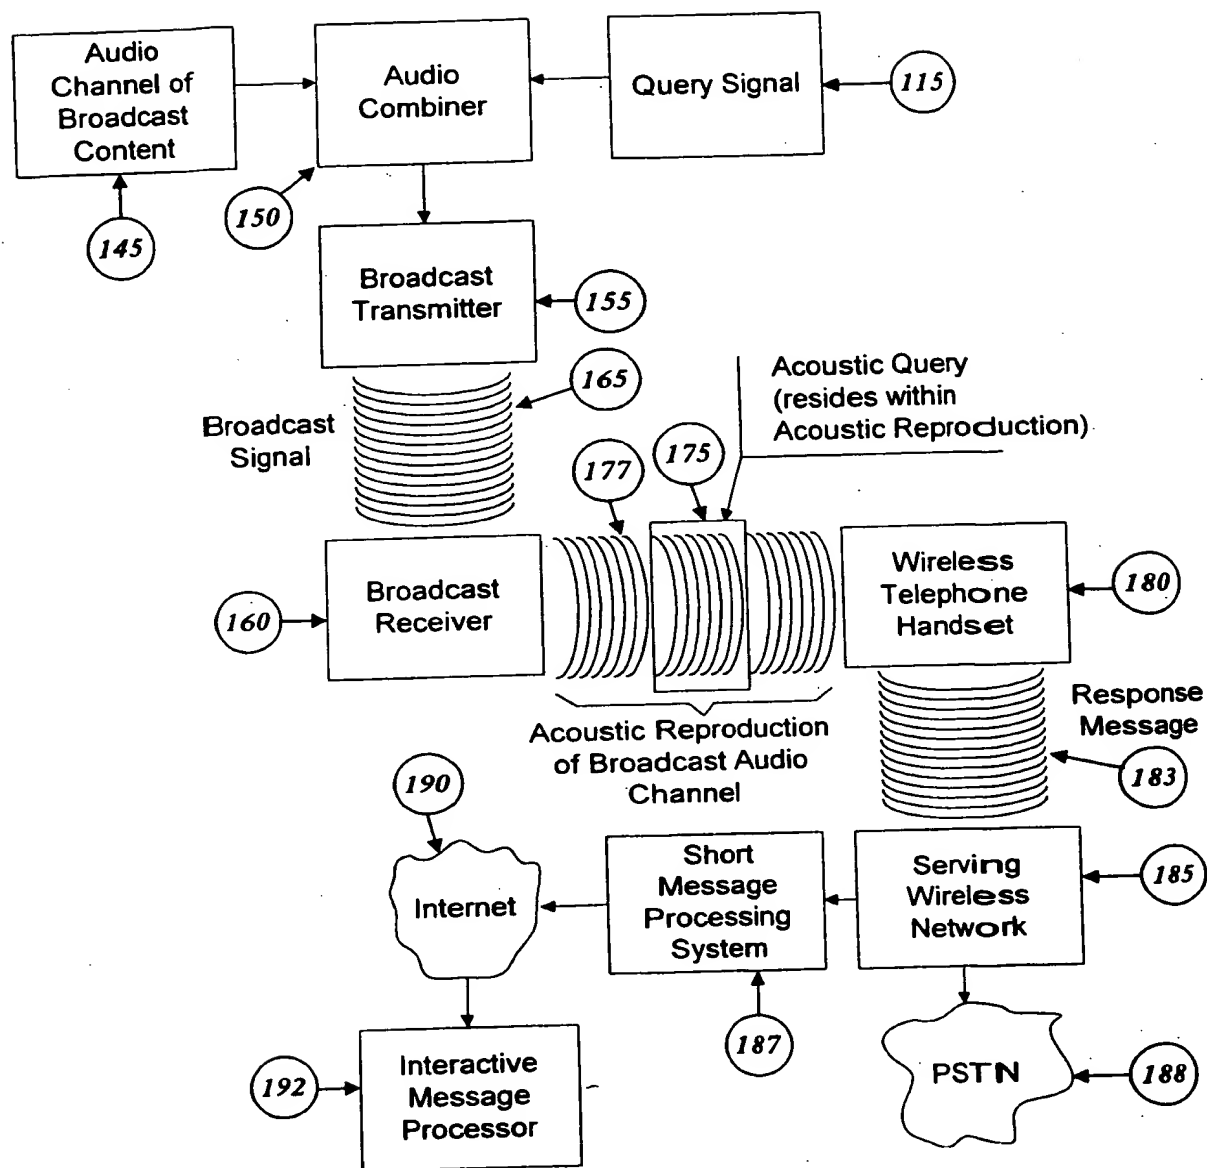 Audio
Channel of
Broadcast
Content
Audio
Combiner
Query Signal
115
145
150
Broadcast
Transmitter
155
165
Broadcast
Signal
Acoustic Query
(resides within
Acoustic Reproduction)
177
175
Broadcast
Receiver
160
Wireless
Telephone
Handset
180
Acoustic Reproduction
of Broadcast Audio
Channel
Response
Message
183
190
Internet
Short
Message
Processing
System
Serving
Wireless
Network
185
187
192
Interactive
Message
Processor
PSTN
188